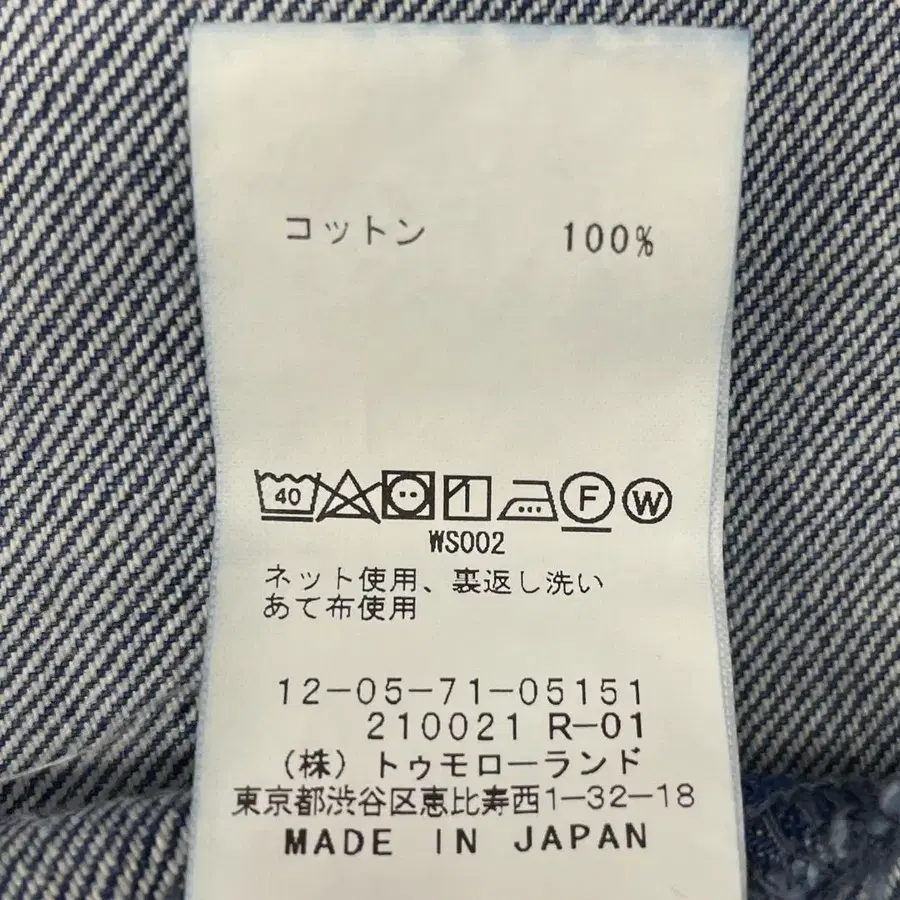 コットン 100%
40 1 F W
WS002
ネット使用、裏返し洗い
あて布使用
12-05-71-05151
210021 R-01
(株) トゥモローランド
東京都渋谷区恵比寿西1-32-18
MADE IN JAPAN